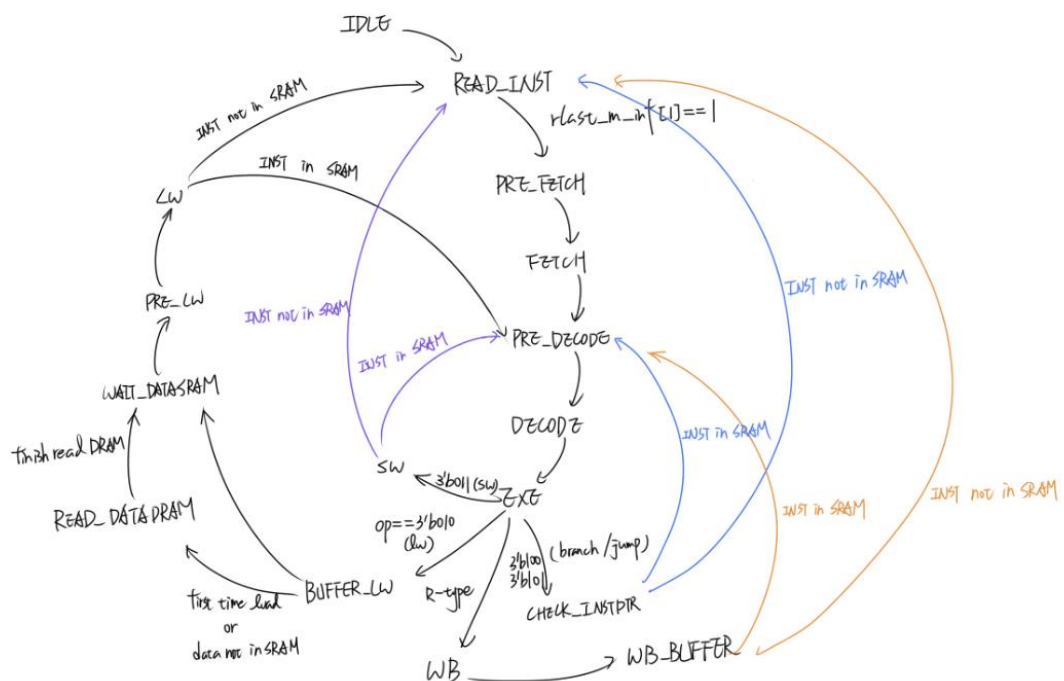 IDLE
READ_INST
rlast_m_inf[1]==1
INST not in SRAM
INST in SRAM
LW
PRE_FETCH
FETCH
PRE_LW
INST not in SRAM
INST not in SRAM
INST in SRAM
PRE_DECODE
WAIT_DATASRAM
DECODE
INST in SRAM
finish read DRAM
SW
3'b011(sw)
EXE
INST not in SRAM
INST in SRAM
READ_DATADRAM
op==3'b010
(lw)
3'b100
3'b101
(branch/jump)
BUFFER_LW
R-type
CHECK_INSTPTR
first time load
or
data not in SRAM
WB
WB_BUFFER